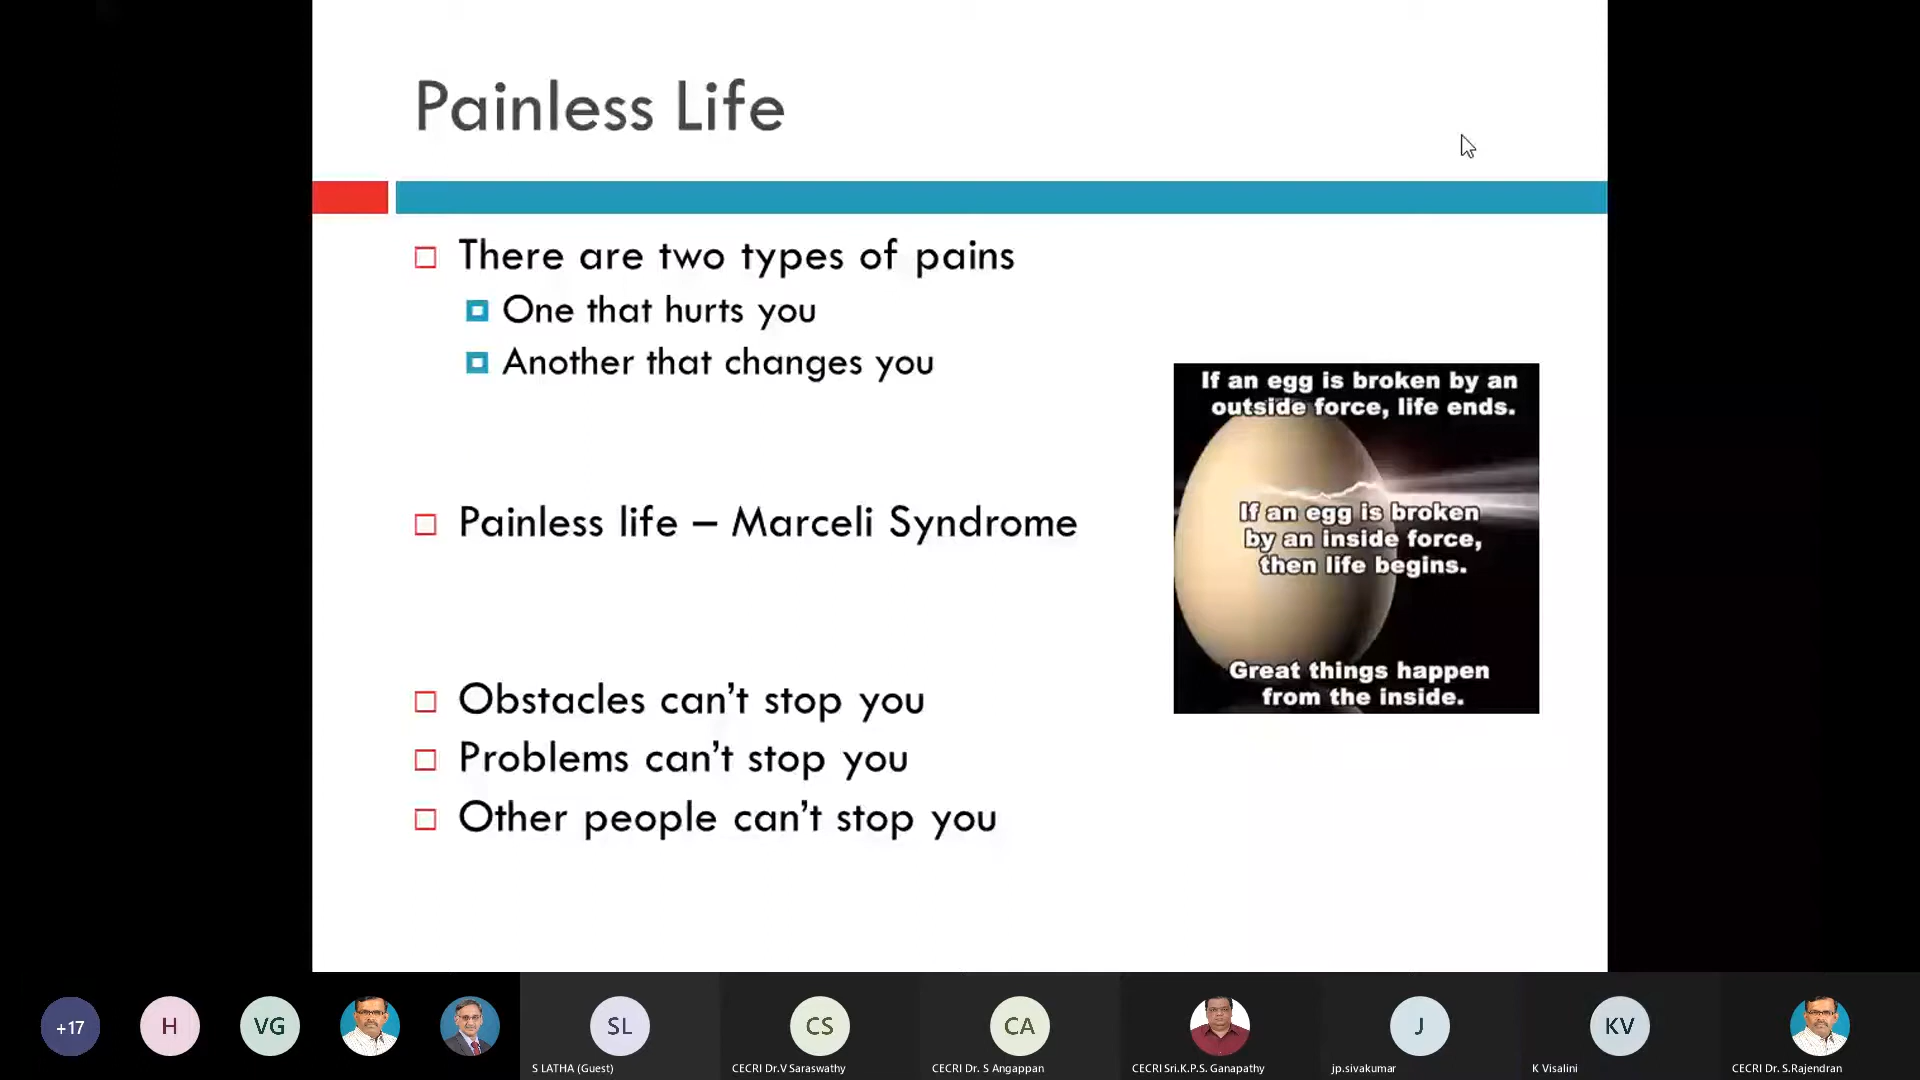 Painless Life
There are two types of pains
One that hurts you
Another that changes you
Painless life – Marceli Syndrome
Obstacles can’t stop you
Problems can’t stop you
Other people can’t stop you
If an egg is broken by an
outside force, life ends.
If an egg is broken
by an inside force,
then life begins.
Great things happen
from the inside.
+17
H
VG
SL
CS
CA
J
KV
S LATHA (Guest)
CECRI Dr.V Saraswathy
CECRI Dr. S Angappan
CECRI Sri.K.P.S. Ganapathy
jp.sivakumar
K Visalini
CECRI Dr. S.Rajendran